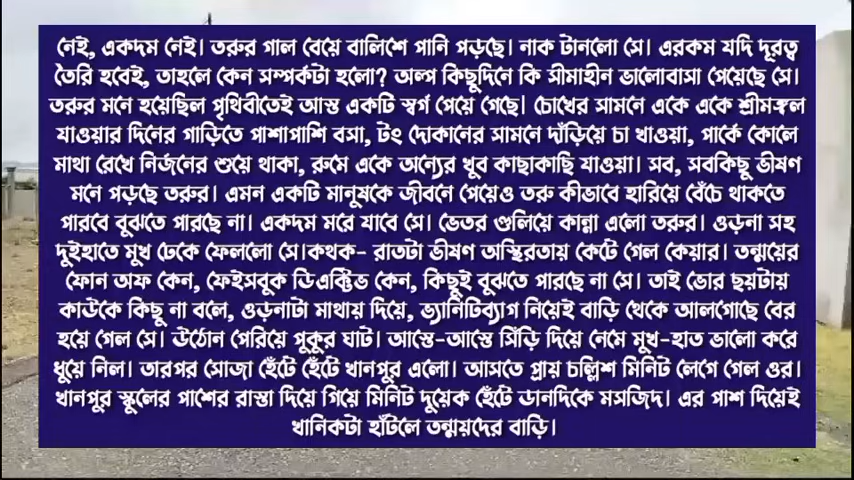 নেই, একদম নেই। তরুর গাল বেয়ে বালিশে পানি পড়ছে। নাক টানলো সে। এরকম যদি দূরত্ব
তৈরি হবেই, তাহলে কেন সম্পর্কটা হলো? অল্প কিছুদিনে কি সীমাহীন ভালোবাসা পেয়েছে সে।
তরুর মনে হয়েছিল পৃথিবীতেই আস্ত একটি স্বর্গ পেয়ে গেছে। চোখের সামনে একে একে শ্রীমঙ্গল
যাওয়ার দিনের গাড়িতে পাশাপাশি বসা, টং দোকানের সামনে দাঁড়িয়ে চা খাওয়া, পার্কে কোলে
মাথা রেখে নির্জনের শুয়ে থাকা, রুমে একে অন্যের খুব কাছাকাছি যাওয়া। সব, সবকিছু ভীষণ
মনে পড়ছে তরুর। এমন একটি মানুষকে জীবনে পেয়েও তরু কীভাবে হারিয়ে বেঁচে থাকতে
পারবে বুঝতে পারছে না। একদম মরে যাবে সে। ভেতর গুলিয়ে কান্না এলো তরুর। ওড়না সহ
দুইহাতে মুখ ঢেকে ফেললো সে।কথক- রাতটা ভীষণ অস্থিরতায় কেটে গেল কেয়ার। তন্ময়ের
ফোন অফ কেন, ফেইসবুক ডিএক্টিভ কেন, কিছুই বুঝতে পারছে না সে। তাই ভোর ছয়টায়
কাউকে কিছু না বলে, ওড়নাটা মাথায় দিয়ে, ভ্যানিটিব্যাগ নিয়েই বাড়ি থেকে আলগোছে বের
হয়ে গেল সে। উঠোন পেরিয়ে পুকুর ঘাট। আস্তে-আস্তে সিঁড়ি দিয়ে নেমে মুখ-হাত ভালো করে
ধুয়ে নিল। তারপর সোজা হেঁটে হেঁটে খানপুর এলো। আসতে প্রায় চল্লিশ মিনিট লেগে গেল ওর।
খানপুর স্কুলের পাশের রাস্তা দিয়ে গিয়ে মিনিট দুয়েক হেঁটে ডানদিকে মসজিদ। এর পাশ দিয়েই
খানিকটা হাঁটলে তন্ময়দের বাড়ি।